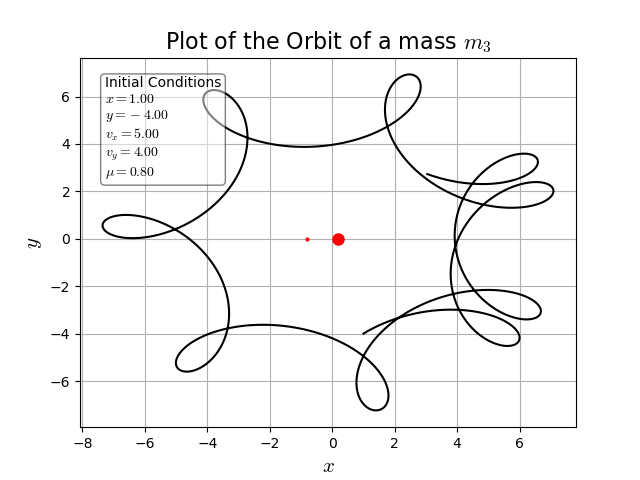 Plot of the Orbit of a mass m₃
Initial Conditions
x = 1.00
y = −4.00
vₓ = 5.00
v_y = 4.00
μ = 0.80
6
4
2
0
−2
−4
−6
y
−8 −6 −4 −2 0 2 4 6
x